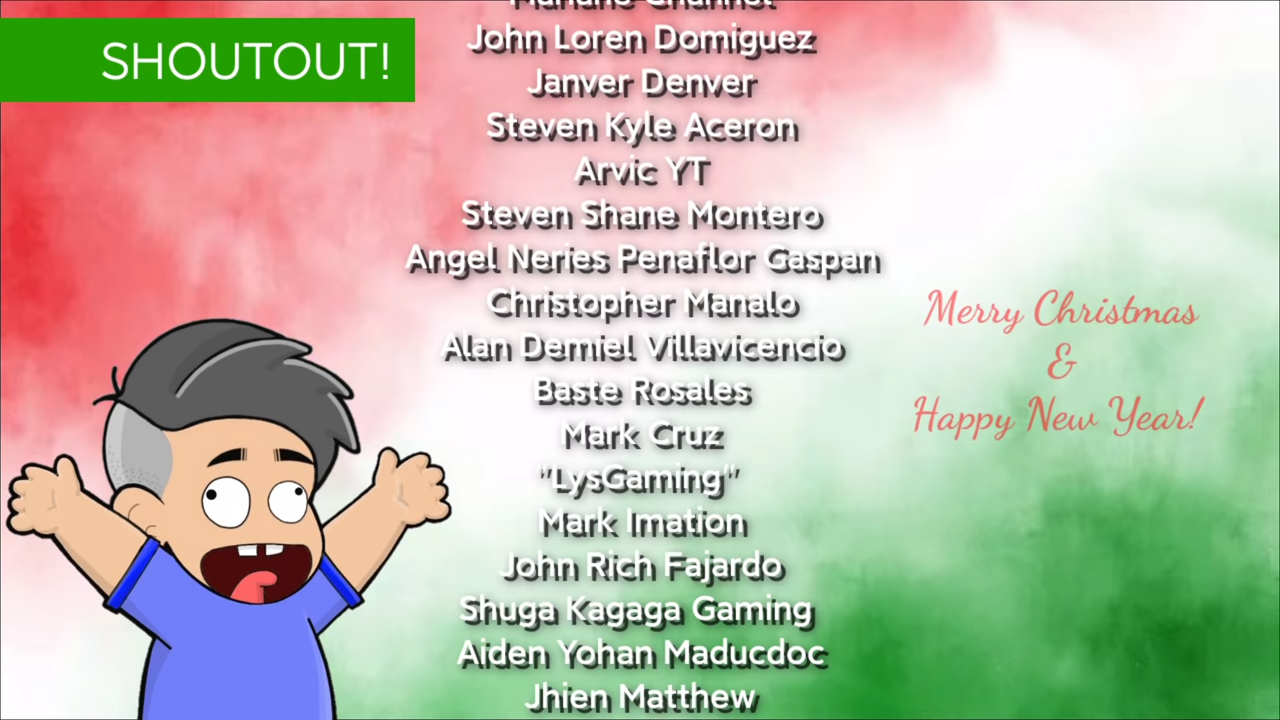 SHOUTOUT!
Channel
John Loren Domiguez
Janver Denver
Steven Kyle Aceron
Arvic YT
Steven Shane Montero
Angel Neries Penaflor Gaspan
Christopher Manalo
Alan Demiel Villavicencio
Baste Rosales
Mark Cruz
"LysGaming"
Mark Imation
John Rich Fajardo
Shuga Kagaga Gaming
Aiden Yohan Maducdoc
Jhien Matthew
Merry Christmas
&
Happy New Year!